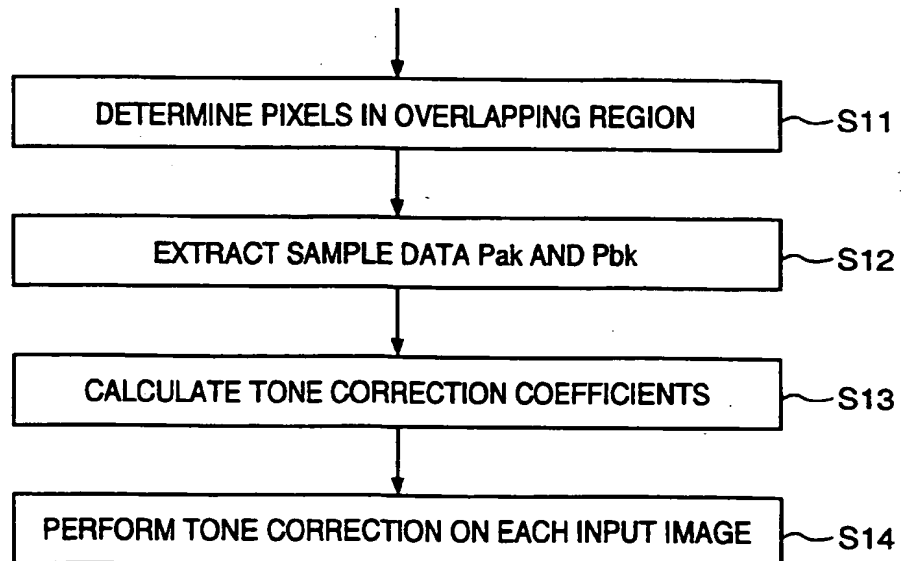 DETERMINE PIXELS IN OVERLAPPING REGION S11
EXTRACT SAMPLE DATA Pak AND Pbk S12
CALCULATE TONE CORRECTION COEFFICIENTS S13
PERFORM TONE CORRECTION ON EACH INPUT IMAGE S14